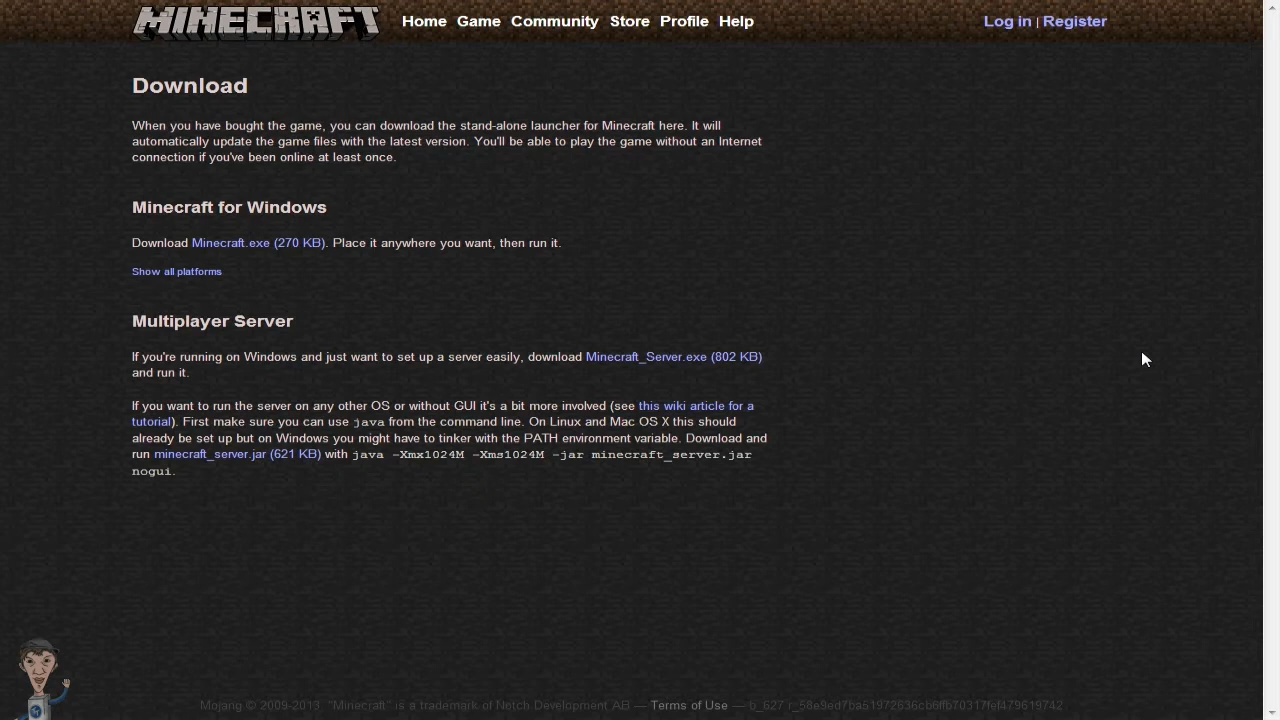 MINECRAFT Home Game Community Store Profile Help Log in | Register
Download
When you have bought the game, you can download the stand-alone launcher for Minecraft here. It will
automatically update the game files with the latest version. You'll be able to play the game without an Internet
connection if you've been online at least once.
Minecraft for Windows
Download Minecraft.exe (270 KB). Place it anywhere you want, then run it.
Show all platforms
Multiplayer Server
If you're running on Windows and just want to set up a server easily, download Minecraft_Server.exe (802 KB)
and run it.
If you want to run the server on any other OS or without GUI it's a bit more involved (see this wiki article for a
tutorial). First make sure you can use java from the command line. On Linux and Mac OS X this should
already be set up but on Windows you might have to tinker with the PATH environment variable. Download and
run minecraft_server.jar (621 KB) with java -Xmx1024M -Xms1024M -jar minecraft_server.jar
nogui.
Mojang © 2009-2013. "Minecraft" is a trademark of Notch Development AB — Terms of Use —